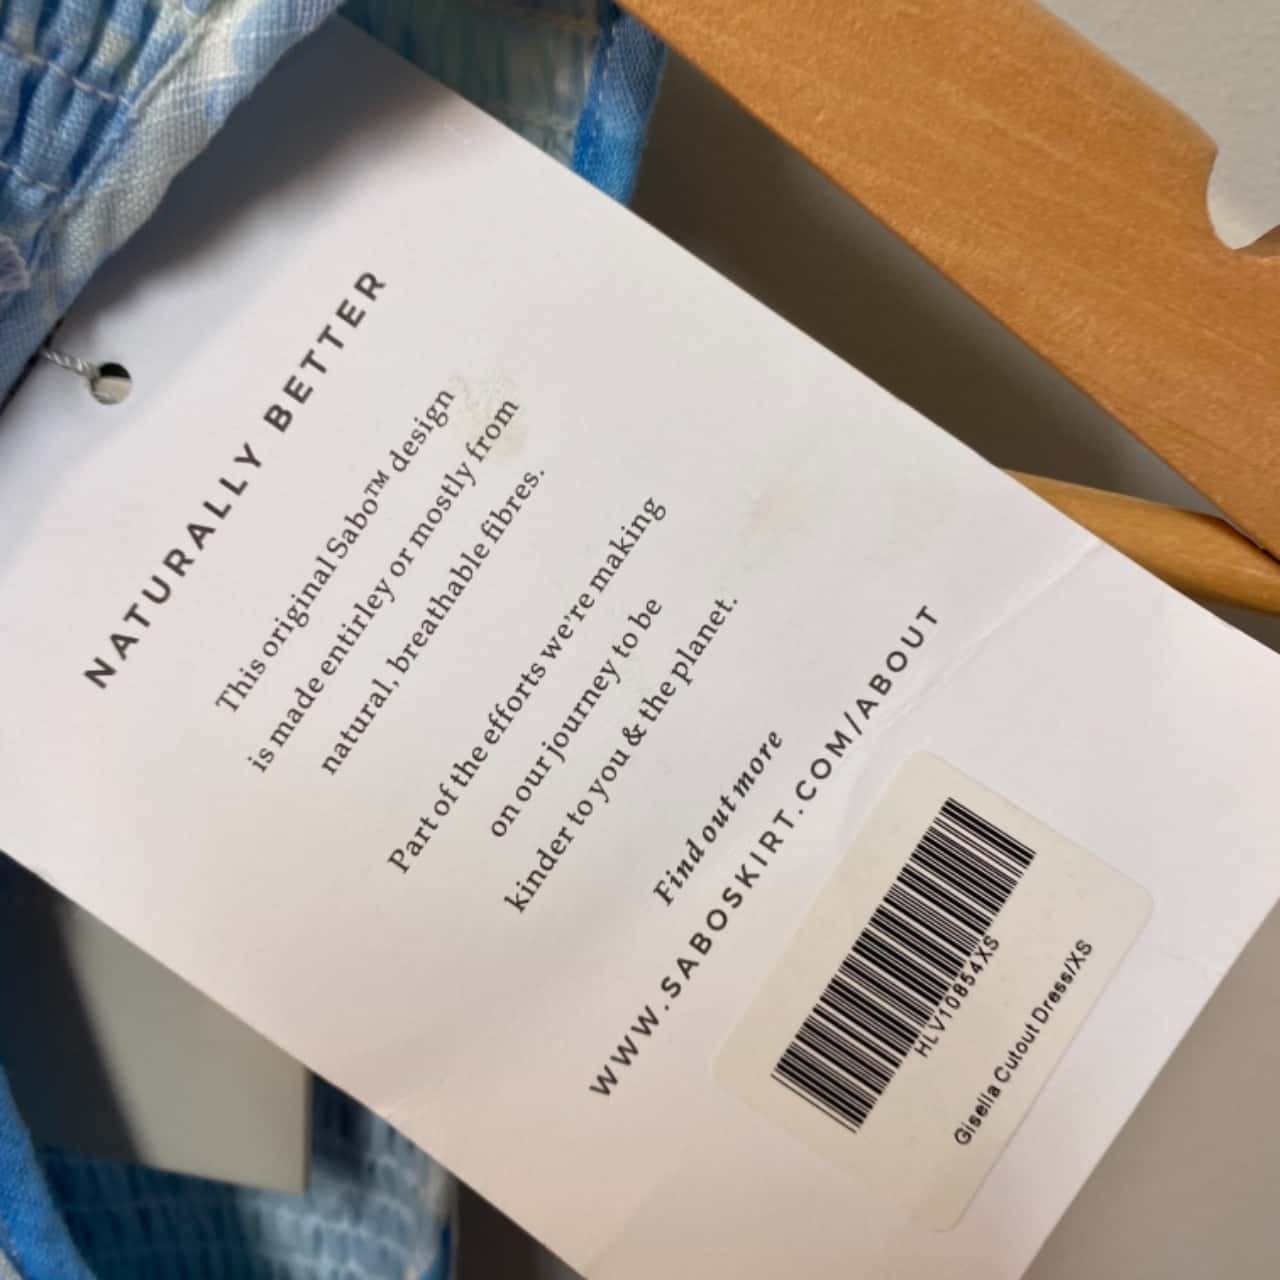 NATURALLY BETTER
This original Sabo™ design
is made entirley or mostly from
natural, breathable fibres.
Part of the efforts we're making
on our journey to be
kinder to you & the planet.
Find out more
WWW.SABOSKIRT.COM/ABOUT
HLV10854XS
Gisella Cutout Dress/XS